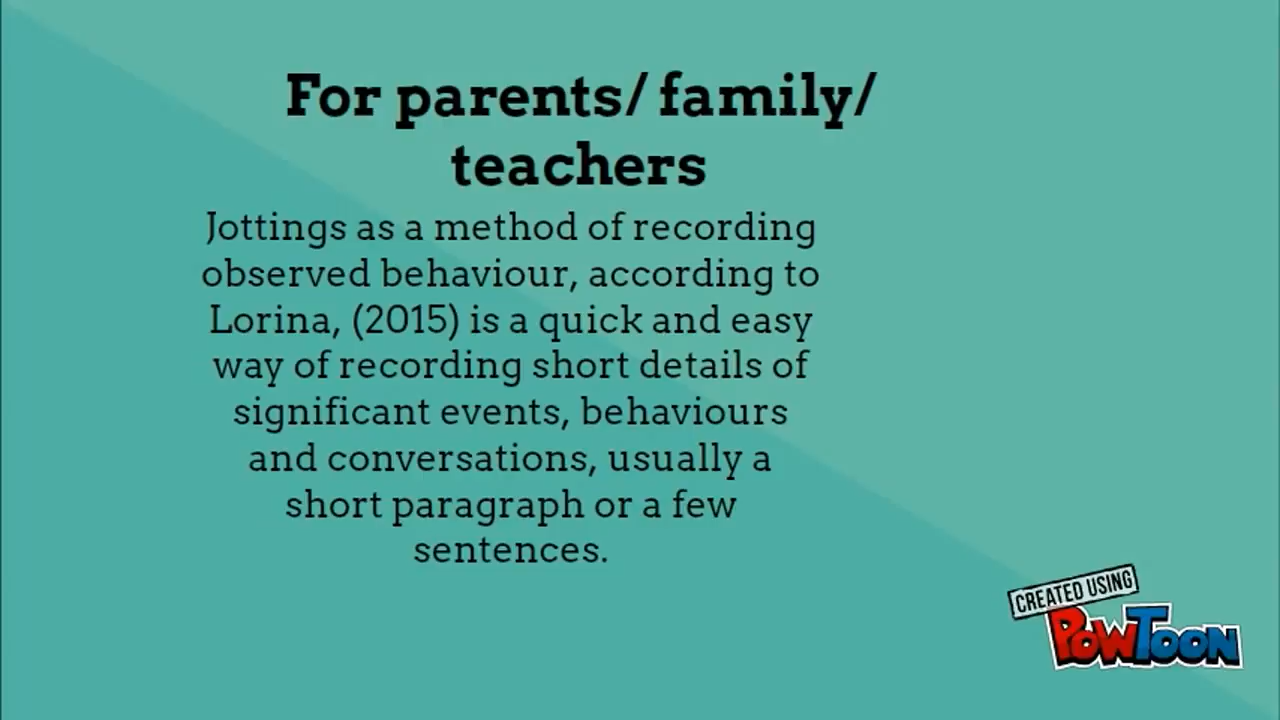 For parents/ family/
teachers
Jottings as a method of recording
observed behaviour, according to
Lorina, (2015) is a quick and easy
way of recording short details of
significant events, behaviours
and conversations, usually a
short paragraph or a few
sentences.
CREATED USING
POWTOON